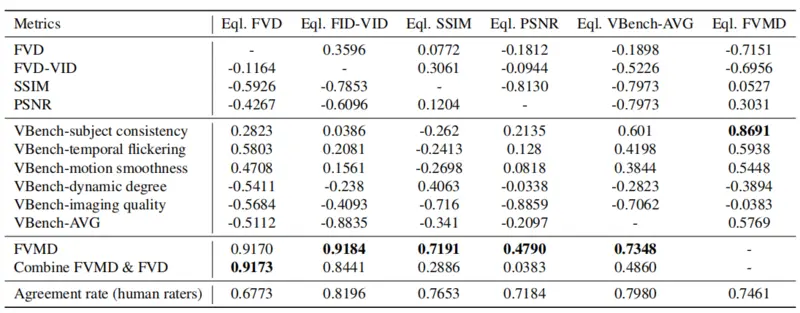 Metrics Eql. FVD Eql. FID-VID Eql. SSIM Eql. PSNR Eql. VBench-AVG Eql. FVMD
FVD - 0.3596 0.0772 -0.1812 -0.1898 -0.7151
FVD-VID -0.1164 - 0.3061 -0.0944 -0.5226 -0.6956
SSIM -0.5926 -0.7853 - -0.8130 -0.7973 0.0527
PSNR -0.4267 -0.6096 0.1204 - -0.7973 0.3031
VBench-subject consistency 0.2823 0.0386 -0.262 0.2135 0.601 0.8691
VBench-temporal flickering 0.5803 0.2081 -0.2413 0.128 0.4198 0.5938
VBench-motion smoothness 0.4708 0.1561 -0.2698 0.0818 0.3844 0.5448
VBench-dynamic degree -0.5411 -0.238 0.4063 -0.0338 -0.2823 -0.3894
VBench-imaging quality -0.5684 -0.4093 -0.716 -0.8859 -0.7062 -0.0383
VBench-AVG -0.5112 -0.8835 -0.341 -0.2097 - 0.5769
FVMD 0.9170 0.9184 0.7191 0.4790 0.7348 -
Combine FVMD & FVD 0.9173 0.8441 0.2886 0.0383 0.4860 -
Agreement rate (human raters) 0.6773 0.8196 0.7653 0.7184 0.7980 0.7461